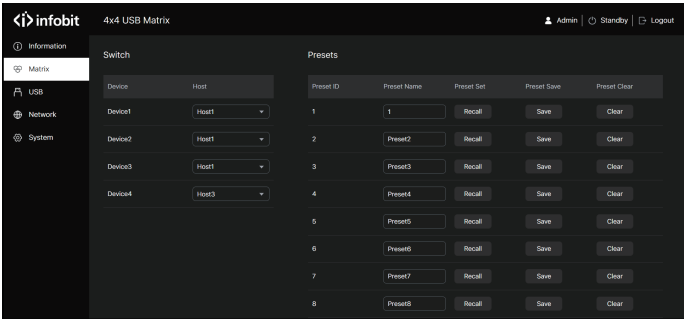 infobit
4x4 USB Matrix
Admin
Standby
Logout
Information
Matrix
USB
Network
System
Switch
Device Host
Device1 Host1
Device2 Host1
Device3 Host1
Device4 Host3
Presets
Preset ID Preset Name Preset Set Preset Save Preset Clear
1 1 Recall Save Clear
2 Preset2 Recall Save Clear
3 Preset3 Recall Save Clear
4 Preset4 Recall Save Clear
5 Preset5 Recall Save Clear
6 Preset6 Recall Save Clear
7 Preset7 Recall Save Clear
8 Preset8 Recall Save Clear